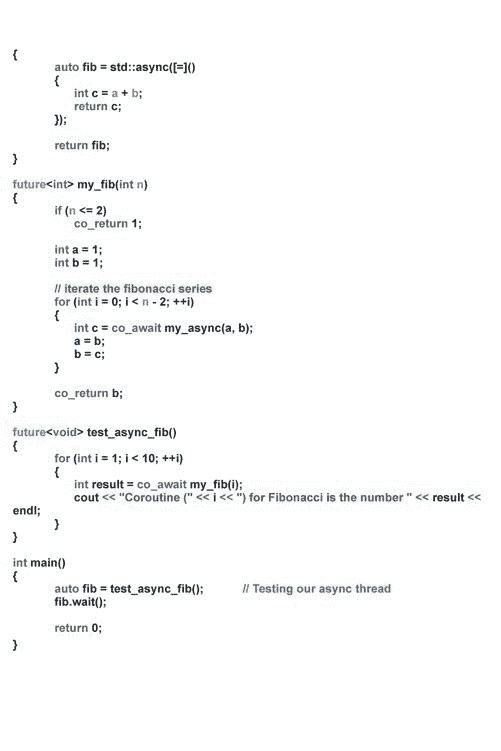 {
auto fib = std::async([=]()
{
int c = a + b;
return c;
});
return fib;
}
future<int> my_fib(int n)
{
if (n <= 2)
co_return 1;
int a = 1;
int b = 1;
// iterate the fibonacci series
for (int i = 0; i < n - 2; ++i)
{
int c = co_await my_async(a, b);
a = b;
b = c;
}
co_return b;
}
future<void> test_async_fib()
{
for (int i = 1; i < 10; ++i)
{
int result = co_await my_fib(i);
cout << "Coroutine (" << i << ") for Fibonacci is the number " << result <<
endl;
}
}
int main()
{
auto fib = test_async_fib(); // Testing our async thread
fib.wait();
return 0;
}